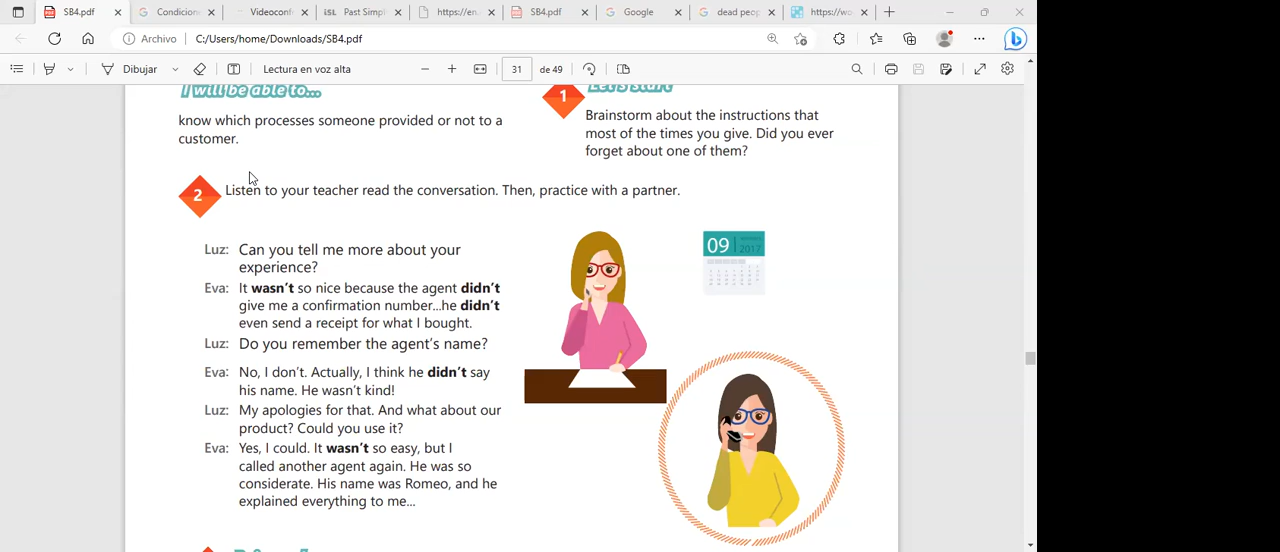 SB4.pdf
Condicion
Videoconf
iSL Past Simpl
https://en.
SB4.pdf
Google
dead peop
https://wo
Archivo C:/Users/home/Downloads/SB4.pdf
Dibujar Lectura en voz alta 31 de 49
I will be able to...
1 Let's start
know which processes someone provided or not to a
customer.
Brainstorm about the instructions that
most of the times you give. Did you ever
forget about one of them?
2 Listen to your teacher read the conversation. Then, practice with a partner.
Luz: Can you tell me more about your
experience?
Eva: It wasn't so nice because the agent didn't
give me a confirmation number...he didn't
even send a receipt for what I bought.
Luz: Do you remember the agent's name?
Eva: No, I don't. Actually, I think he didn't say
his name. He wasn't kind!
Luz: My apologies for that. And what about our
product? Could you use it?
Eva: Yes, I could. It wasn't so easy, but I
called another agent again. He was so
considerate. His name was Romeo, and he
explained everything to me...
09
2017